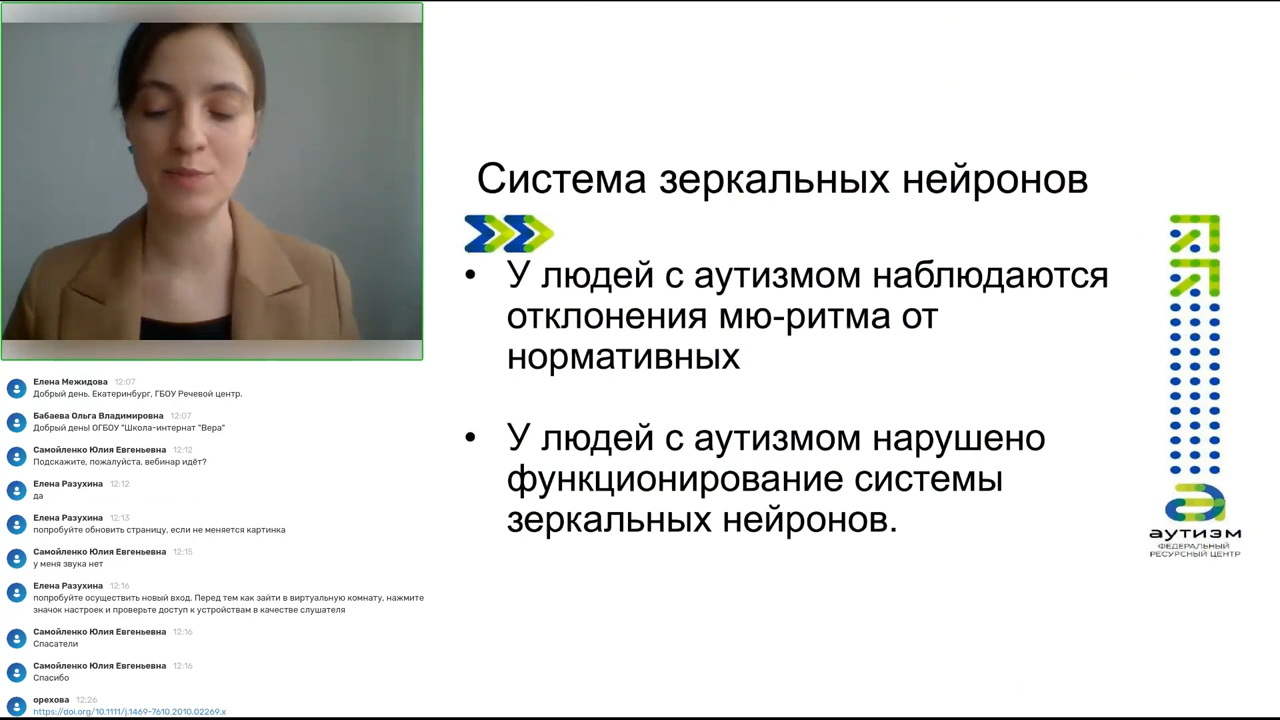 Система зеркальных нейронов
• У людей с аутизмом наблюдаются
отклонения мю-ритма от
нормативных
• У людей с аутизмом нарушено
функционирование системы
зеркальных нейронов.
аутизм
ФЕДЕРАЛЬНЫЙ
РЕСУРСНЫЙ ЦЕНТР
Елена Межидова 12:07
Добрый день. Екатеринбург, ГБОУ Речевой центр.
Бабаева Ольга Владимировна 12:07
Добрый день! ОГБОУ "Школа-интернат "Вера"
Самойленко Юлия Евгеньевна 12:12
Подскажите, пожалуйста, вебинар идёт?
Елена Разухина 12:12
да
Елена Разухина 12:13
попробуйте обновить страницу, если не меняется картинка
Самойленко Юлия Евгеньевна 12:15
у меня звука нет
Елена Разухина 12:16
попробуйте осуществить новый вход. Перед тем как зайти в виртуальную комнату, нажмите
значок настроек и проверьте доступ к устройствам в качестве слушателя
Самойленко Юлия Евгеньевна 12:16
Спасатели
Самойленко Юлия Евгеньевна 12:16
Спасибо
орехова 12:26
https://doi.org/10.1111/j.1469-7610.2010.02269.x